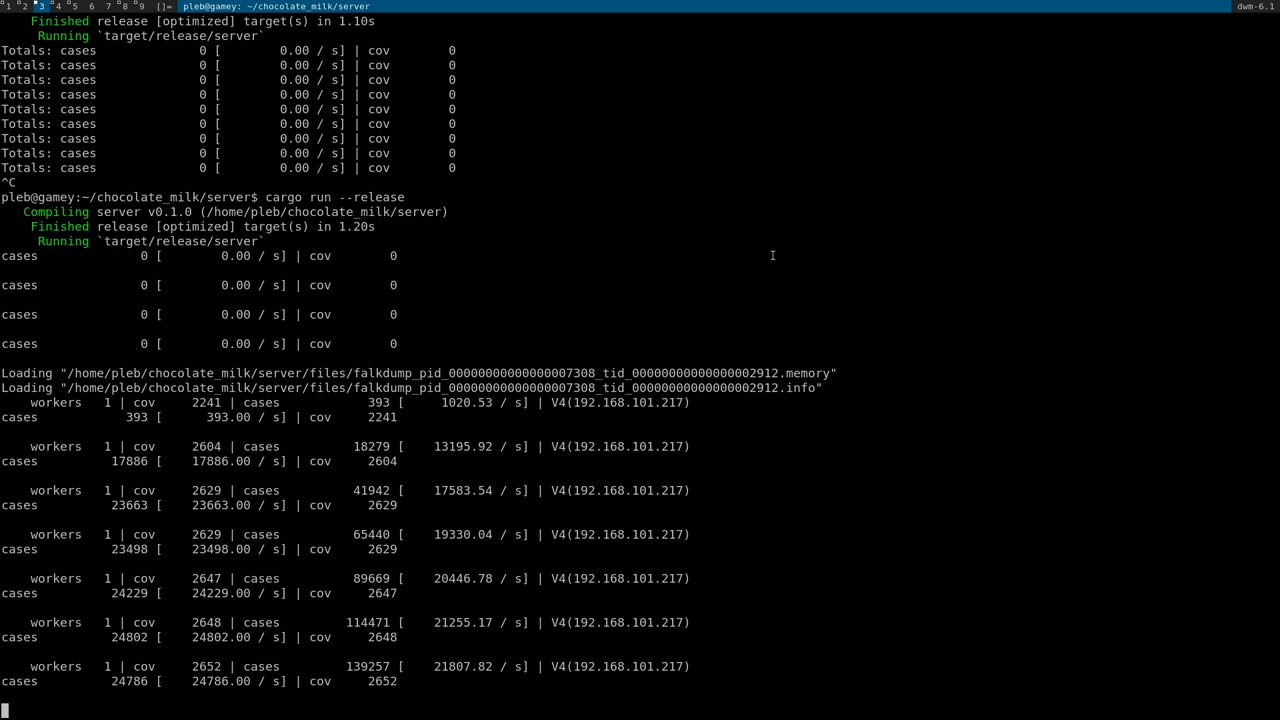 1 2 3 4 5 6 7 8 9 []= pleb@gamey: ~/chocolate_milk/server dwm-6.1
    Finished release [optimized] target(s) in 1.10s
     Running `target/release/server`
Totals: cases              0 [          0.00 / s] | cov        0
Totals: cases              0 [          0.00 / s] | cov        0
Totals: cases              0 [          0.00 / s] | cov        0
Totals: cases              0 [          0.00 / s] | cov        0
Totals: cases              0 [          0.00 / s] | cov        0
Totals: cases              0 [          0.00 / s] | cov        0
Totals: cases              0 [          0.00 / s] | cov        0
Totals: cases              0 [          0.00 / s] | cov        0
Totals: cases              0 [          0.00 / s] | cov        0
^C
pleb@gamey:~/chocolate_milk/server$ cargo run --release
   Compiling server v0.1.0 (/home/pleb/chocolate_milk/server)
    Finished release [optimized] target(s) in 1.20s
     Running `target/release/server`
cases              0 [        0.00 / s] | cov        0
cases              0 [        0.00 / s] | cov        0
cases              0 [        0.00 / s] | cov        0
cases              0 [        0.00 / s] | cov        0
Loading "/home/pleb/chocolate_milk/server/files/falkdump_pid_00000000000000007308_tid_00000000000000002912.memory"
Loading "/home/pleb/chocolate_milk/server/files/falkdump_pid_00000000000000007308_tid_00000000000000002912.info"
    workers   1 | cov     2241 | cases          393 [     1020.53 / s] | V4(192.168.101.217)
cases            393 [      393.00 / s] | cov     2241
    workers   1 | cov     2604 | cases        18279 [    13195.92 / s] | V4(192.168.101.217)
cases          17886 [    17886.00 / s] | cov     2604
    workers   1 | cov     2629 | cases        41942 [    17583.54 / s] | V4(192.168.101.217)
cases          23663 [    23663.00 / s] | cov     2629
    workers   1 | cov     2629 | cases        65440 [    19330.04 / s] | V4(192.168.101.217)
cases          23498 [    23498.00 / s] | cov     2629
    workers   1 | cov     2647 | cases        89669 [    20446.78 / s] | V4(192.168.101.217)
cases          24229 [    24229.00 / s] | cov     2647
    workers   1 | cov     2648 | cases       114471 [    21255.17 / s] | V4(192.168.101.217)
cases          24802 [    24802.00 / s] | cov     2648
    workers   1 | cov     2652 | cases       139257 [    21807.82 / s] | V4(192.168.101.217)
cases          24786 [    24786.00 / s] | cov     2652